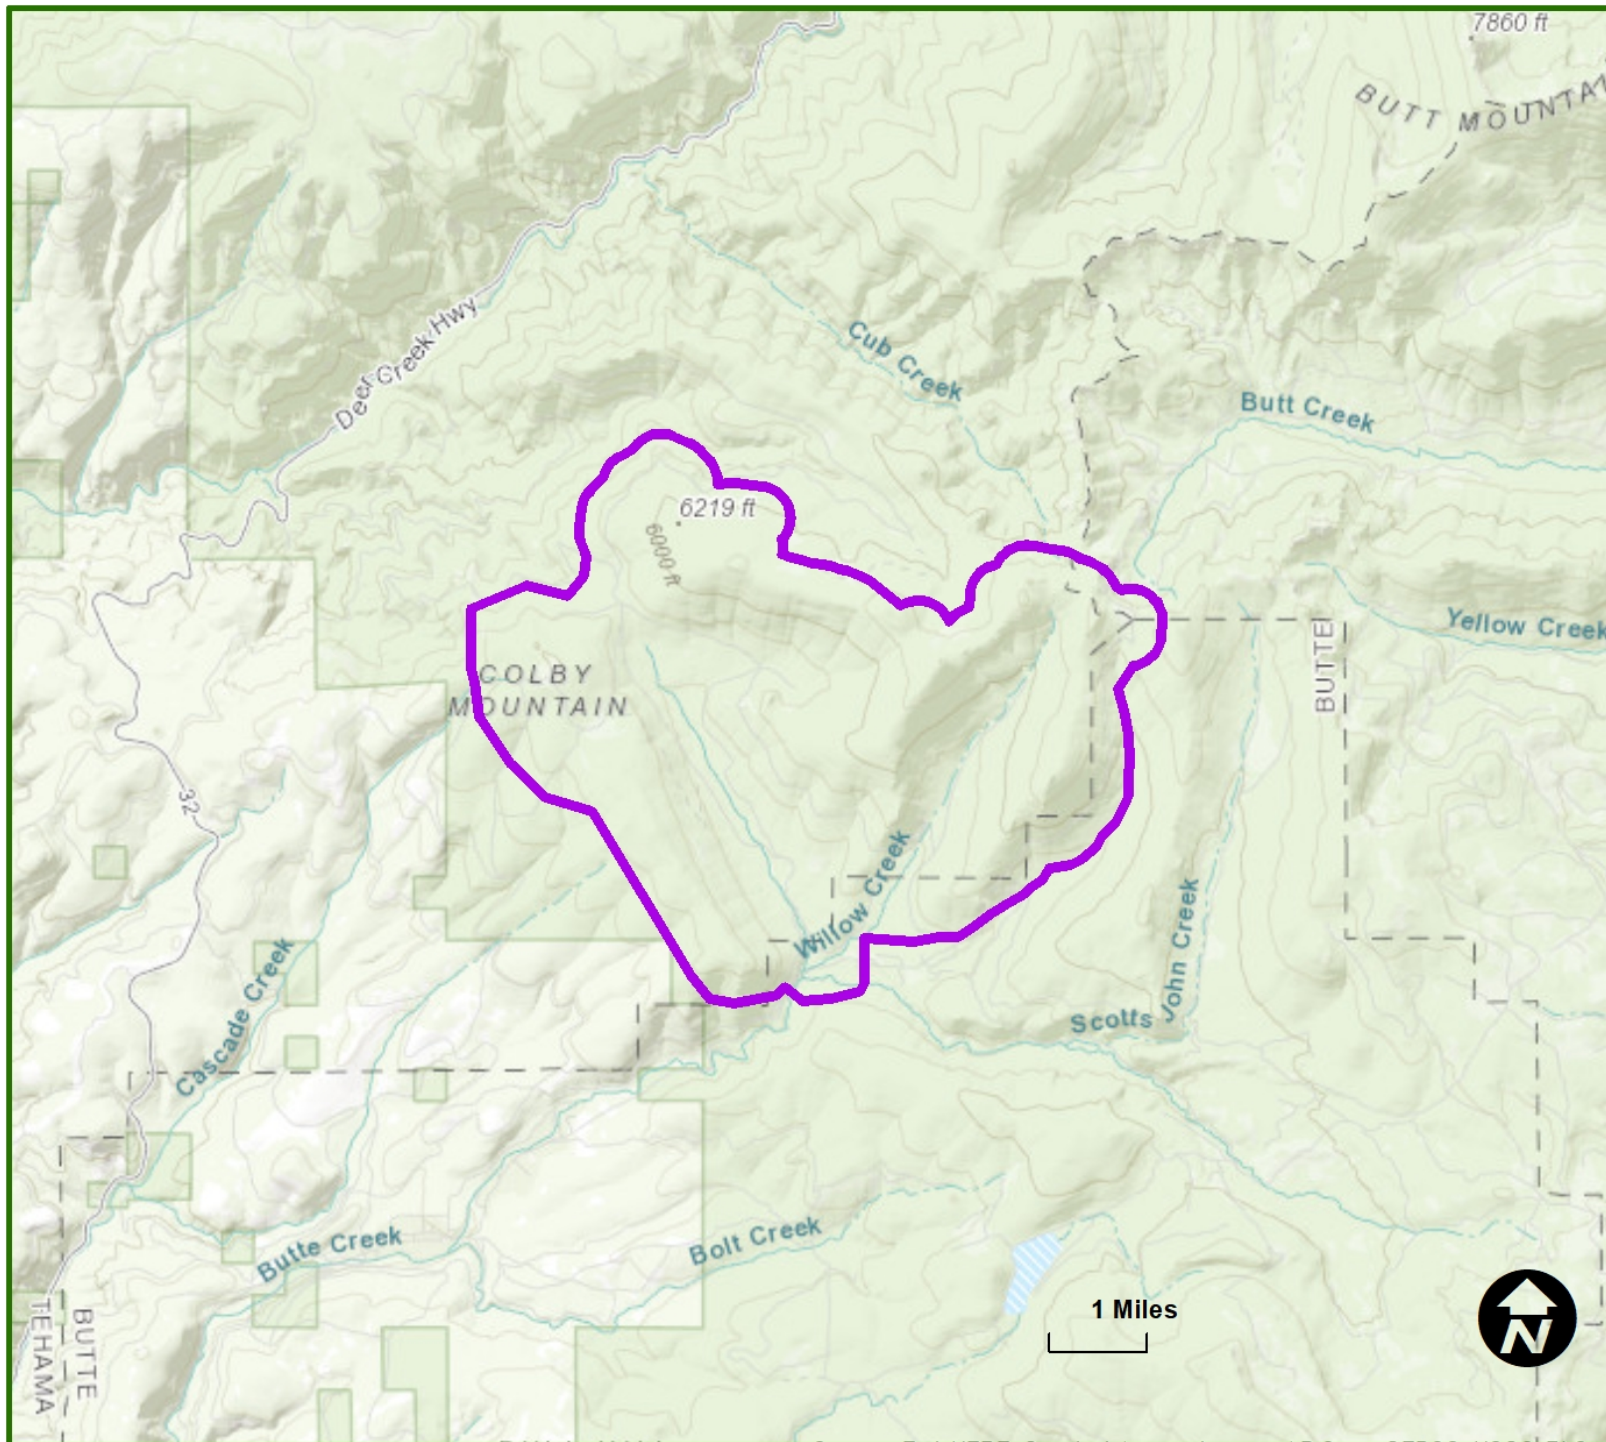 7860 ft
BUTT MOUNTAI
Deer Creek Hwy
Cub Creek
Butt Creek
6219 ft
6000 ft
Yellow Creek
BUTTE
COLBY
MOUNTAIN
32
Willow Creek
Cascade Creek
Scotts John Creek
Butte Creek
Bolt Creek
1 Miles
TEHAMA
BUTTE
N